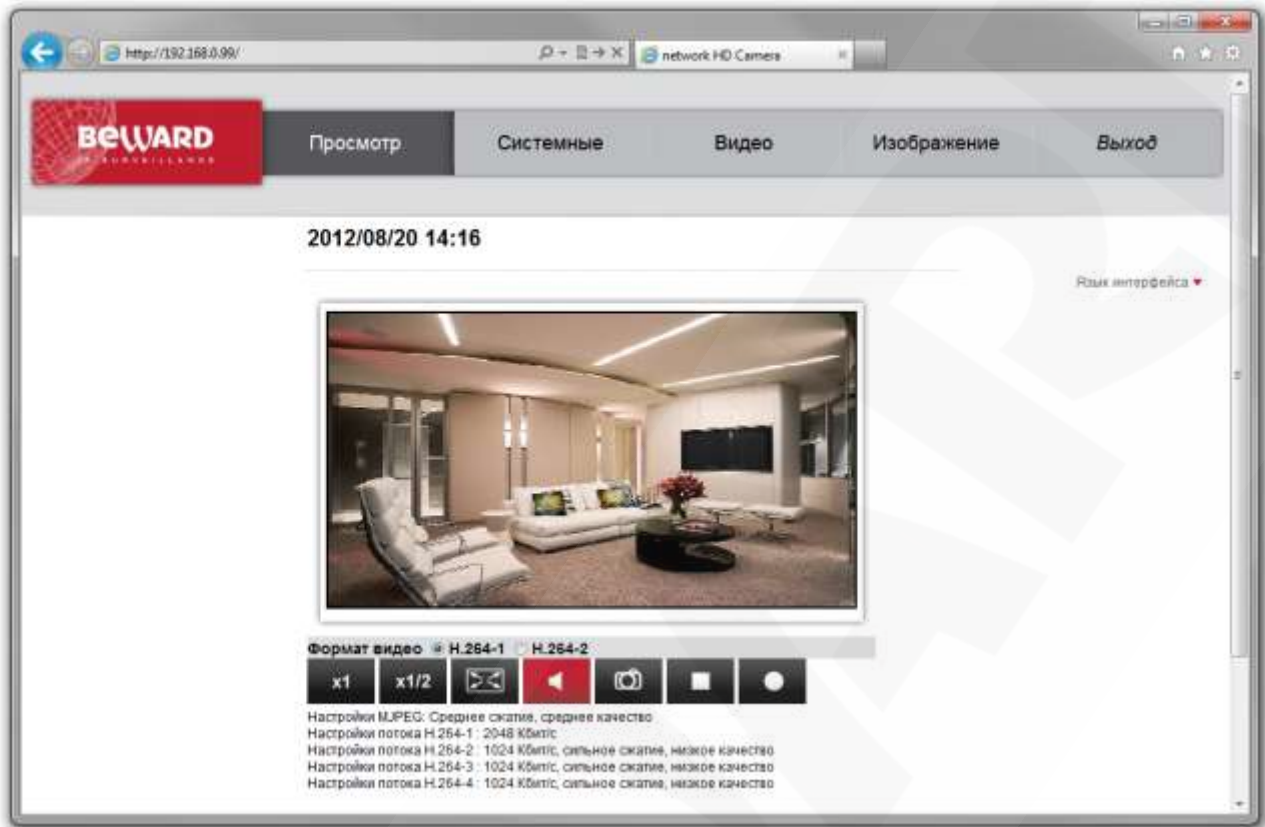 http://192.168.0.99/
network HD Camera
BEWARD
Просмотр
Системные
Видео
Изображение
Выход
2012/08/20 14:16
Язык интерфейса
Формат видео H.264-1 H.264-2
x1
x1/2
Настройки MJPEG: Среднее сжатие, среднее качество
Настройки потока H.264-1 : 2048 Кбит/с
Настройки потока H.264-2 : 1024 Кбит/с, сильное сжатие, низкое качество
Настройки потока H.264-3 : 1024 Кбит/с, сильное сжатие, низкое качество
Настройки потока H.264-4 : 1024 Кбит/с, сильное сжатие, низкое качество